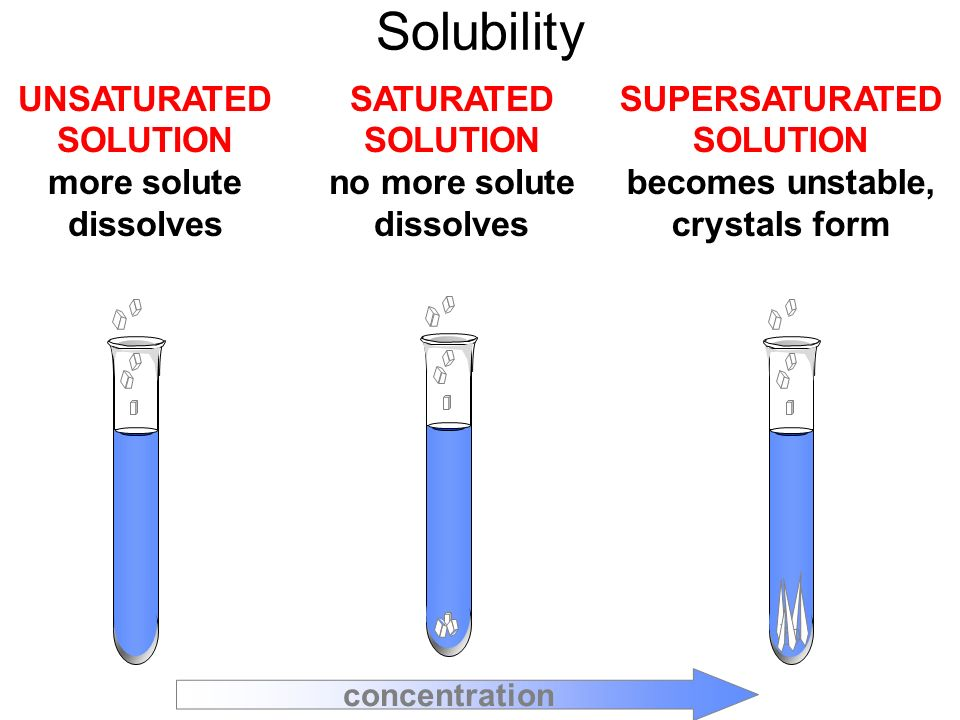 Solubility
UNSATURATED
SOLUTION
more solute
dissolves
SATURATED
SOLUTION
no more solute
dissolves
SUPERSATURATED
SOLUTION
becomes unstable,
crystals form
concentration